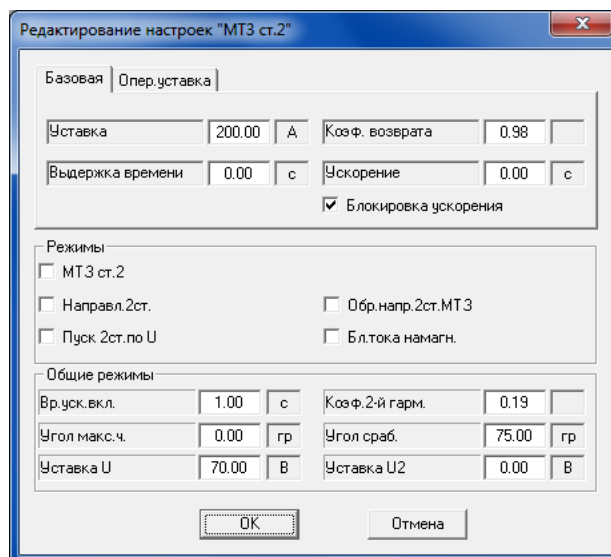 Редактирование настроек "МТЗ ст.2"
Базовая Опер.уставка
Уставка 200.00 А Коэф. возврата 0.98
Выдержка времени 0.00 с Ускорение 0.00 с
Блокировка ускорения
Режимы
МТЗ ст.2
Направл.2ст. Обр.напр.2ст.МТЗ
Пуск 2ст.по U Бл.тока намагн.
Общие режимы
Вр.уск.вкл. 1.00 с Коэф.2-й гарм. 0.19
Угол макс.ч. 0.00 гр Угол сраб. 75.00 гр
Уставка U 70.00 В Уставка U2 0.00 В
OK Отмена